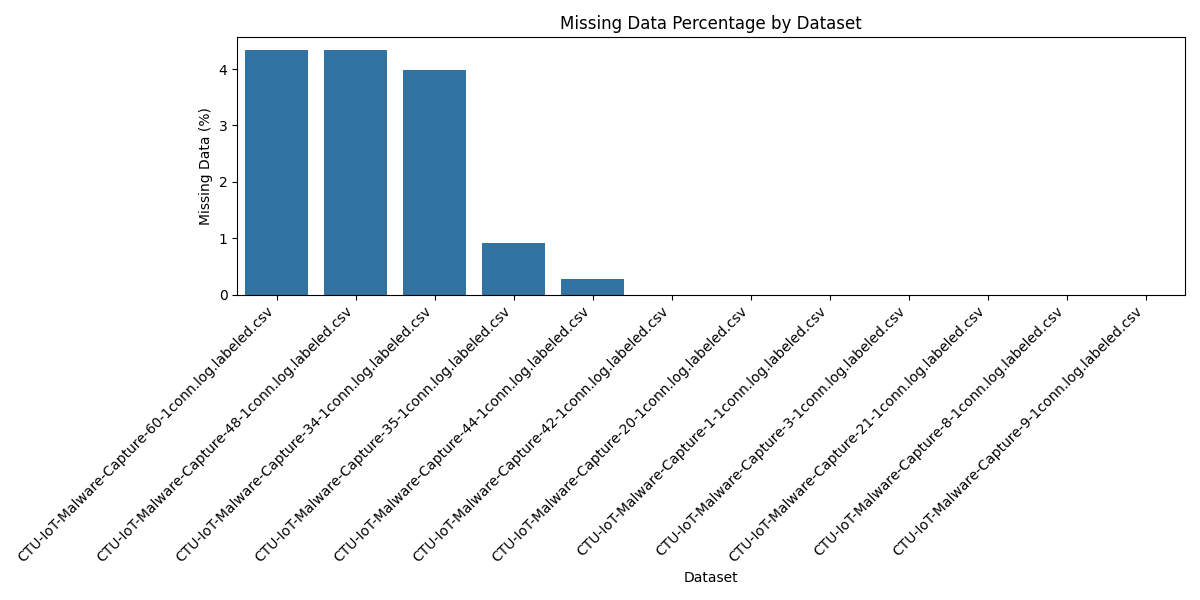 Missing Data Percentage by Dataset
Missing Data (%)
4
3
2
1
0
CTU-IoT-Malware-Capture-60-1conn.log.labeled.csv
CTU-IoT-Malware-Capture-48-1conn.log.labeled.csv
CTU-IoT-Malware-Capture-34-1conn.log.labeled.csv
CTU-IoT-Malware-Capture-35-1conn.log.labeled.csv
CTU-IoT-Malware-Capture-44-1conn.log.labeled.csv
CTU-IoT-Malware-Capture-42-1conn.log.labeled.csv
CTU-IoT-Malware-Capture-20-1conn.log.labeled.csv
CTU-IoT-Malware-Capture-1-1conn.log.labeled.csv
CTU-IoT-Malware-Capture-3-1conn.log.labeled.csv
CTU-IoT-Malware-Capture-21-1conn.log.labeled.csv
CTU-IoT-Malware-Capture-8-1conn.log.labeled.csv
CTU-IoT-Malware-Capture-9-1conn.log.labeled.csv
Dataset